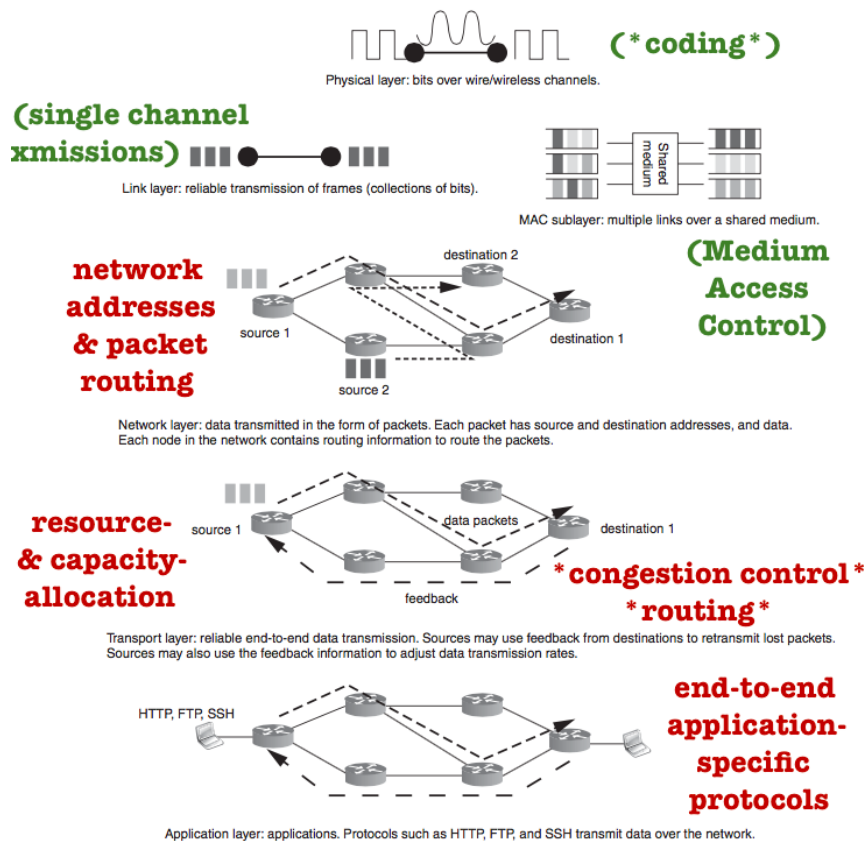 (*coding*)
Physical layer: bits over wire/wireless channels.
(single channel
xmissions)
Link layer: reliable transmission of frames (collections of bits).
Shared
medium
MAC sublayer: multiple links over a shared medium.
(Medium
Access
Control)
network
addresses
& packet
routing
destination 2
source 1
destination 1
source 2
Network layer: data transmitted in the form of packets. Each packet has source and destination addresses, and data.
Each node in the network contains routing information to route the packets.
resource-
& capacity-
allocation
source 1
data packets
destination 1
feedback
*congestion control*
*routing*
Transport layer: reliable end-to-end data transmission. Sources may use feedback from destinations to retransmit lost packets.
Sources may also use the feedback information to adjust data transmission rates.
HTTP, FTP, SSH
end-to-end
application-
specific
protocols
Application layer: applications. Protocols such as HTTP, FTP, and SSH transmit data over the network.